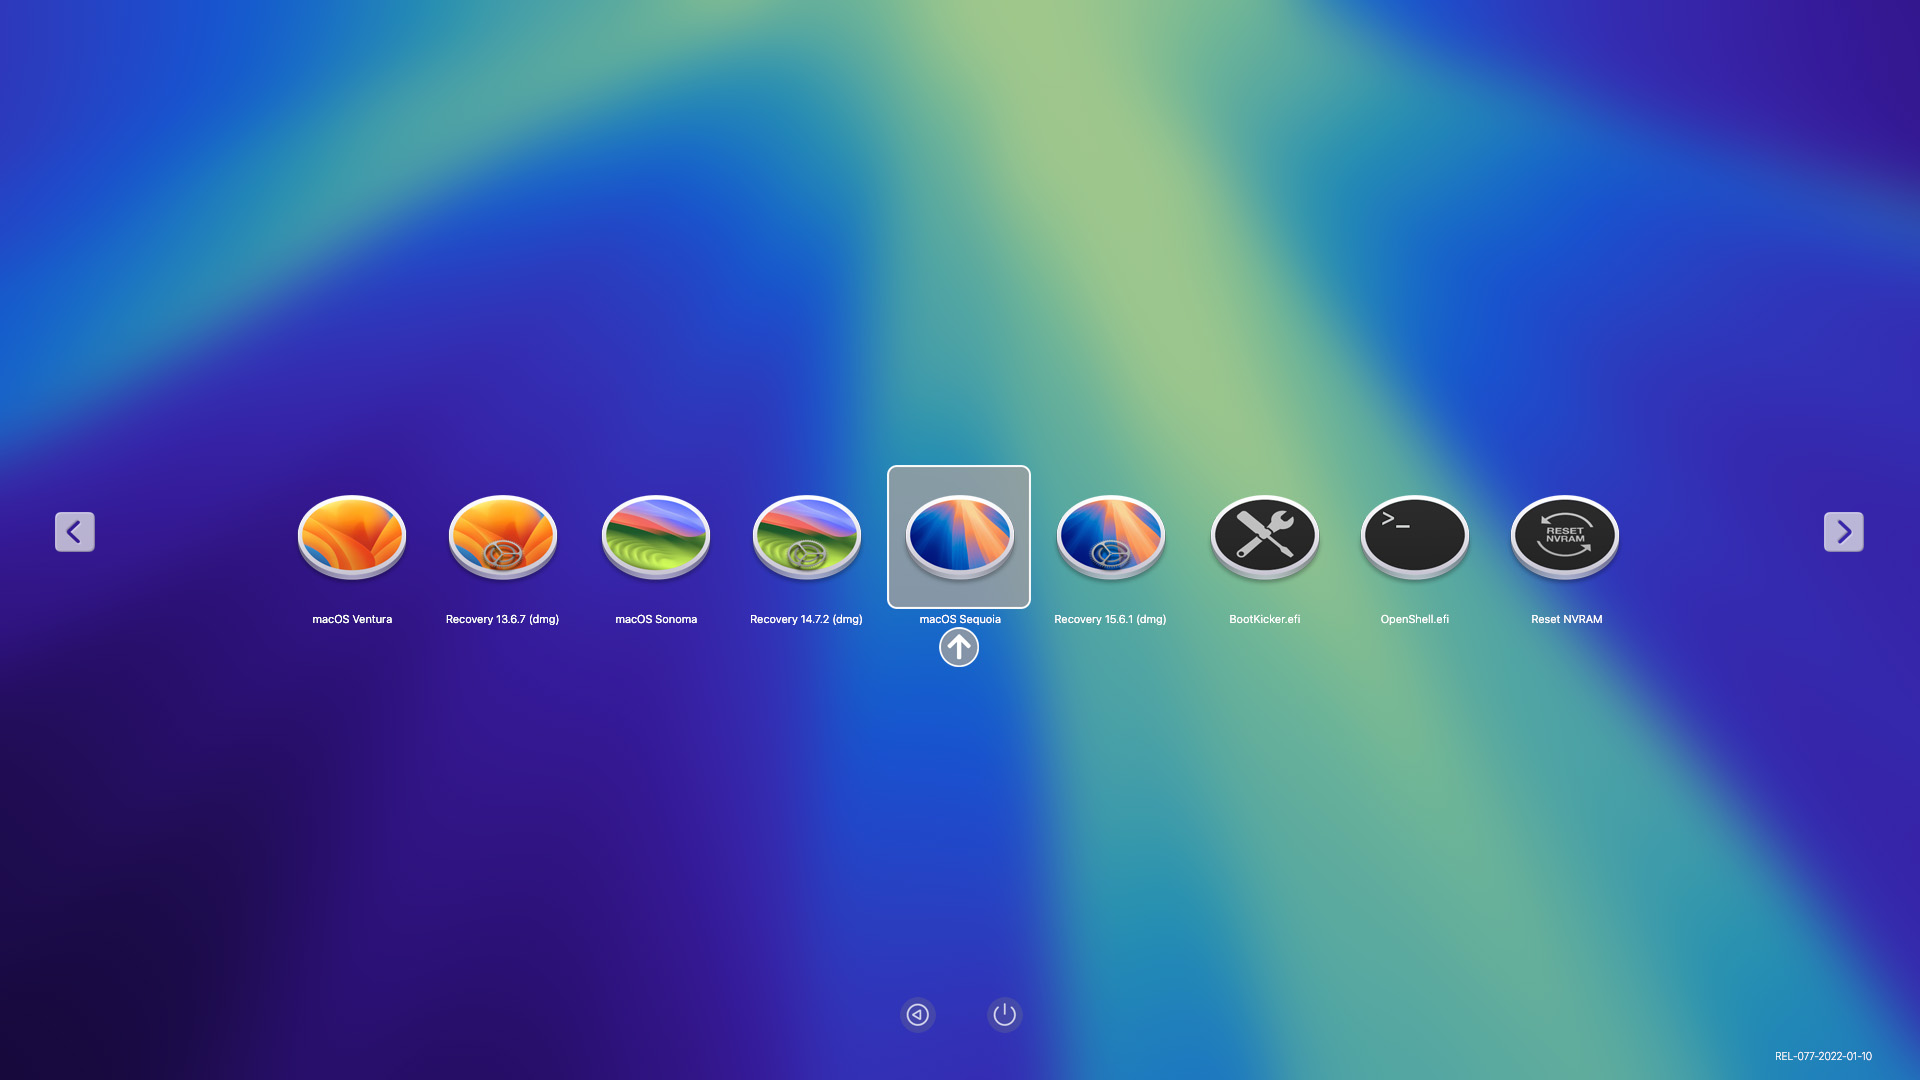 >_
RESET
NVRAM
macOS Ventura
Recovery 13.6.7 (dmg)
macOS Sonoma
Recovery 14.7.2 (dmg)
macOS Sequoia
Recovery 15.6.1 (dmg)
BootKicker.efi
OpenShell.efi
Reset NVRAM
REL-077-2022-01-10